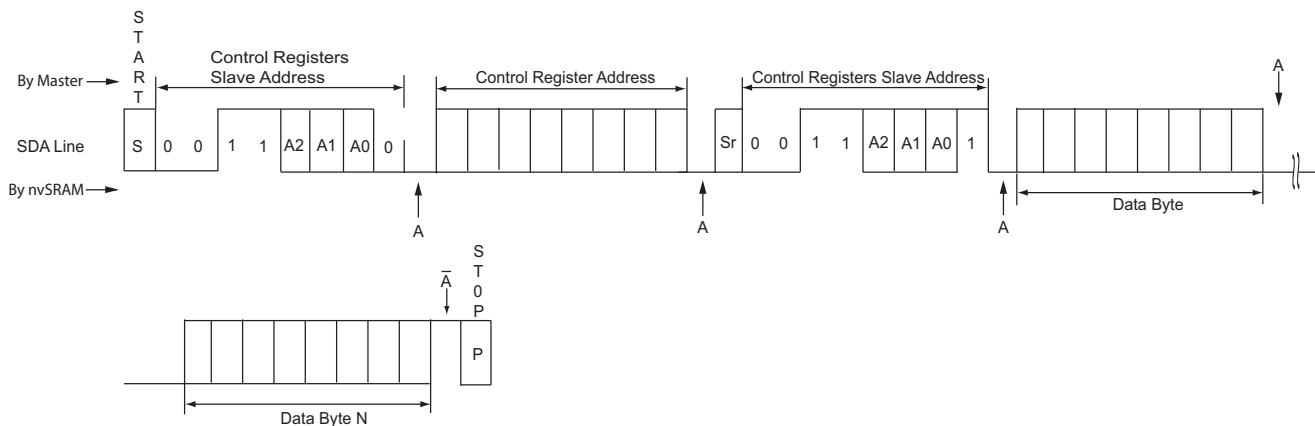 START
Control Registers
Slave Address
By Master
Control Register Address
Control Registers Slave Address
A
SDA Line
S 0 0 1 1 A2 A1 A0 0
Sr 0 0 1 1 A2 A1 A0 1
By nvSRAM
A
A
A
Data Byte
ST0P
A̅
P
Data Byte N